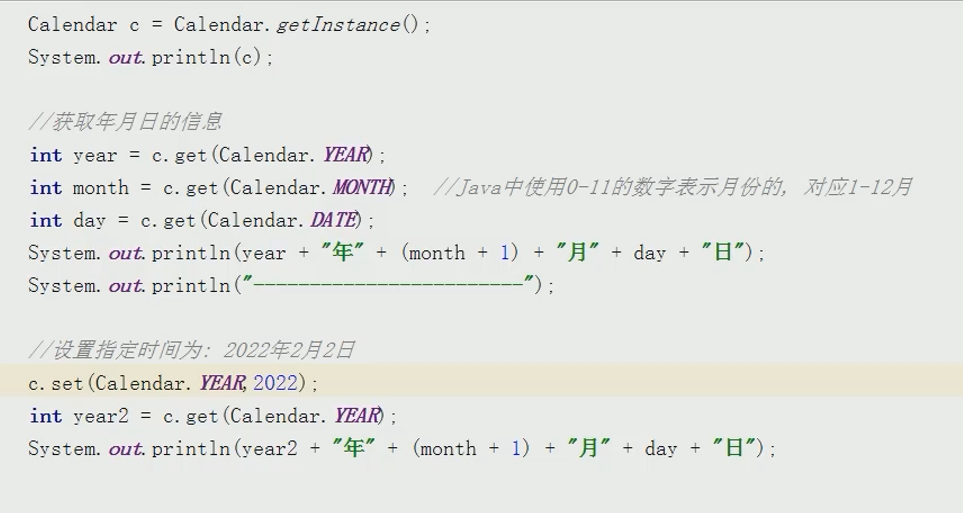 Calendar c = Calendar.getInstance();
System.out.println(c);
//获取年月日的信息
int year = c.get(Calendar.YEAR);
int month = c.get(Calendar.MONTH);  //Java中使用0-11的数字表示月份的, 对应1-12月
int day = c.get(Calendar.DATE);
System.out.println(year + "年" + (month + 1) + "月" + day + "日");
System.out.println("------------------------");
//设置指定时间为: 2022年2月2日
c.set(Calendar.YEAR,2022);
int year2 = c.get(Calendar.YEAR);
System.out.println(year2 + "年" + (month + 1) + "月" + day + "日");